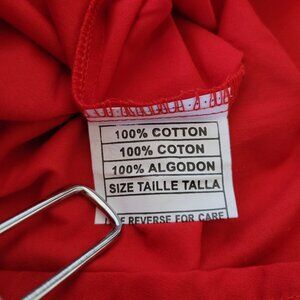 100% COTTON
100% COTON
100% ALGODON
SIZE TAILLE TALLA
REVERSE FOR CARE